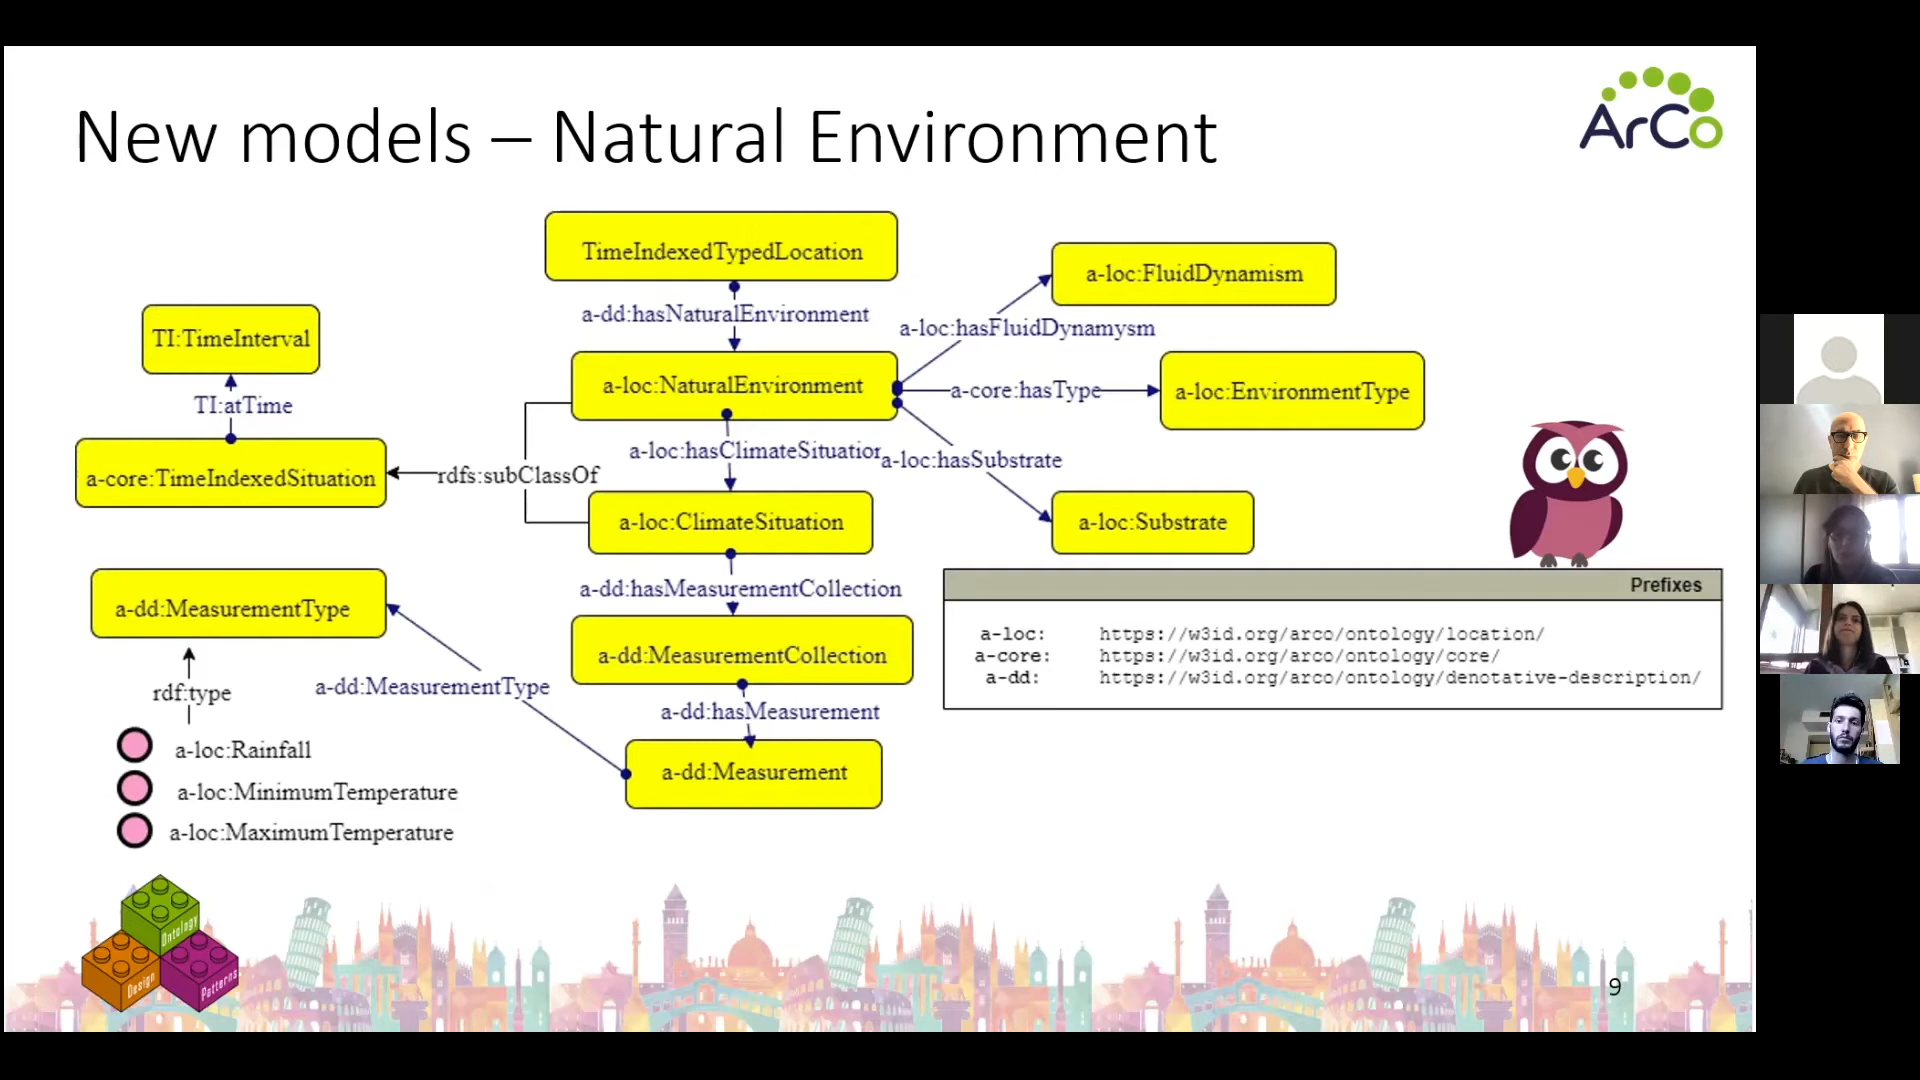 New models – Natural Environment
ArCo
TimeIndexedTypedLocation
a-loc:FluidDynamism
a-dd:hasNaturalEnvironment
a-loc:hasFluidDynamysm
TI:TimeInterval
a-loc:NaturalEnvironment
a-core:hasType
a-loc:EnvironmentType
TI:atTime
a-loc:hasClimateSituation
a-loc:hasSubstrate
a-core:TimeIndexedSituation
rdfs:subClassOf
a-loc:ClimateSituation
a-loc:Substrate
a-dd:hasMeasurementCollection
a-dd:MeasurementType
a-dd:MeasurementCollection
rdf:type
a-dd:MeasurementType
a-dd:hasMeasurement
a-dd:Measurement
a-loc:Rainfall
a-loc:MinimumTemperature
a-loc:MaximumTemperature
Prefixes
a-loc: https://w3id.org/arco/ontology/location/
a-core: https://w3id.org/arco/ontology/core/
a-dd: https://w3id.org/arco/ontology/denotative-description/
Ontology
Design
Patterns
9